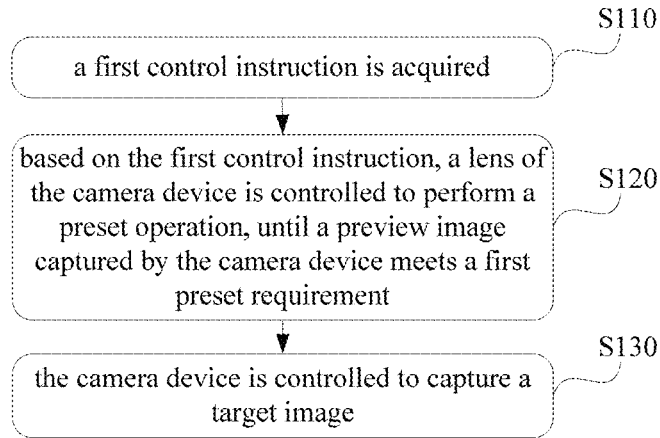 S110
a first control instruction is acquired
based on the first control instruction, a lens of
the camera device is controlled to perform a
preset operation, until a preview image
captured by the camera device meets a first
preset requirement
S120
the camera device is controlled to capture a
target image
S130